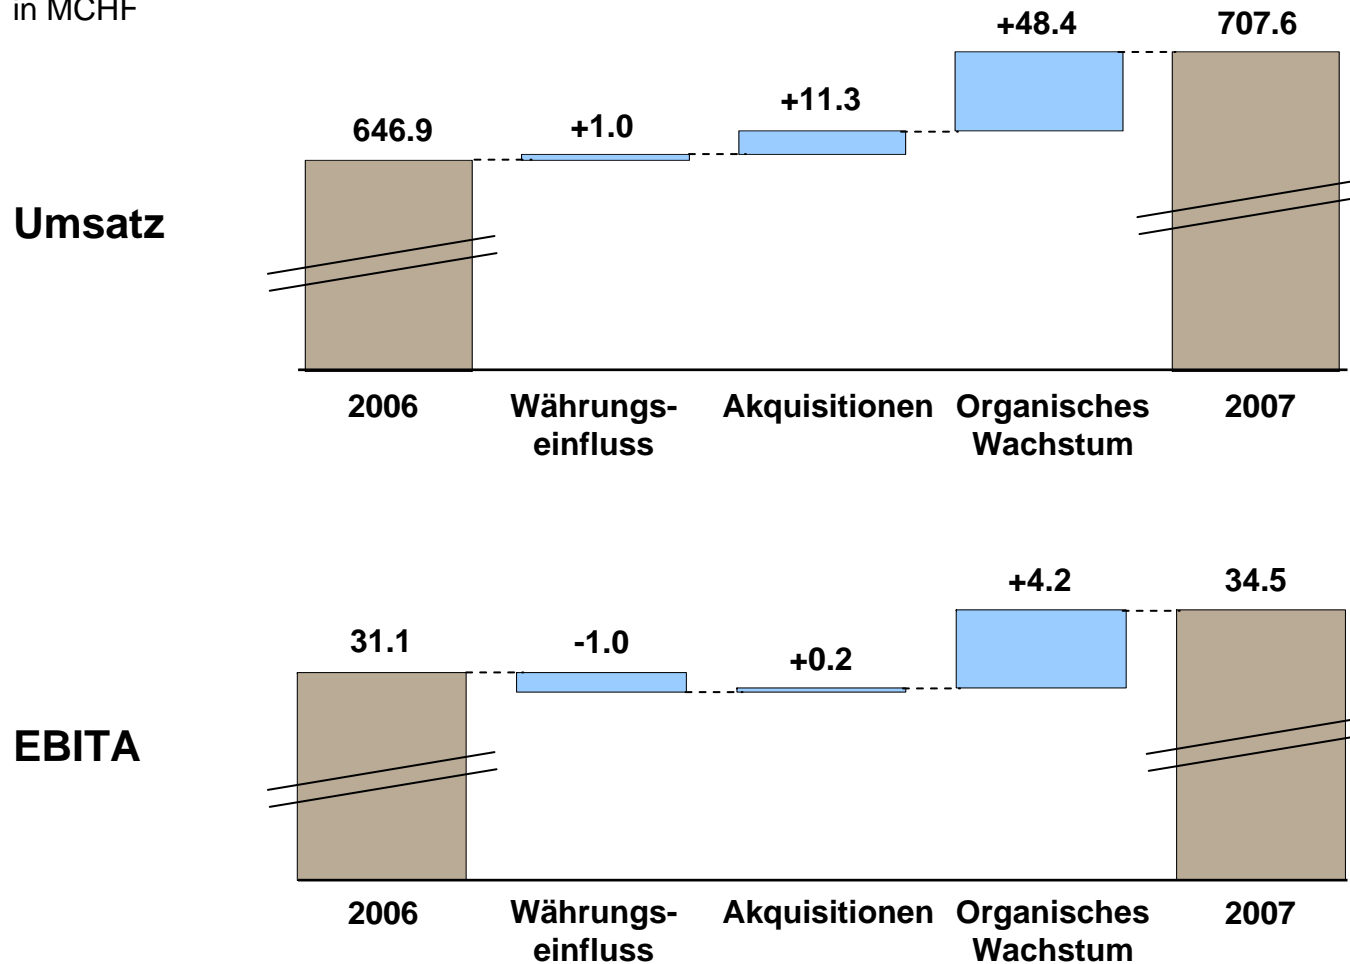 in MCHF
+48.4
707.6
+11.3
646.9
+1.0
Umsatz
2006
Währungs-
einfluss
Akquisitionen
Organisches
Wachstum
2007
+4.2
34.5
31.1
-1.0
+0.2
EBITA
2006
Währungs-
einfluss
Akquisitionen
Organisches
Wachstum
2007